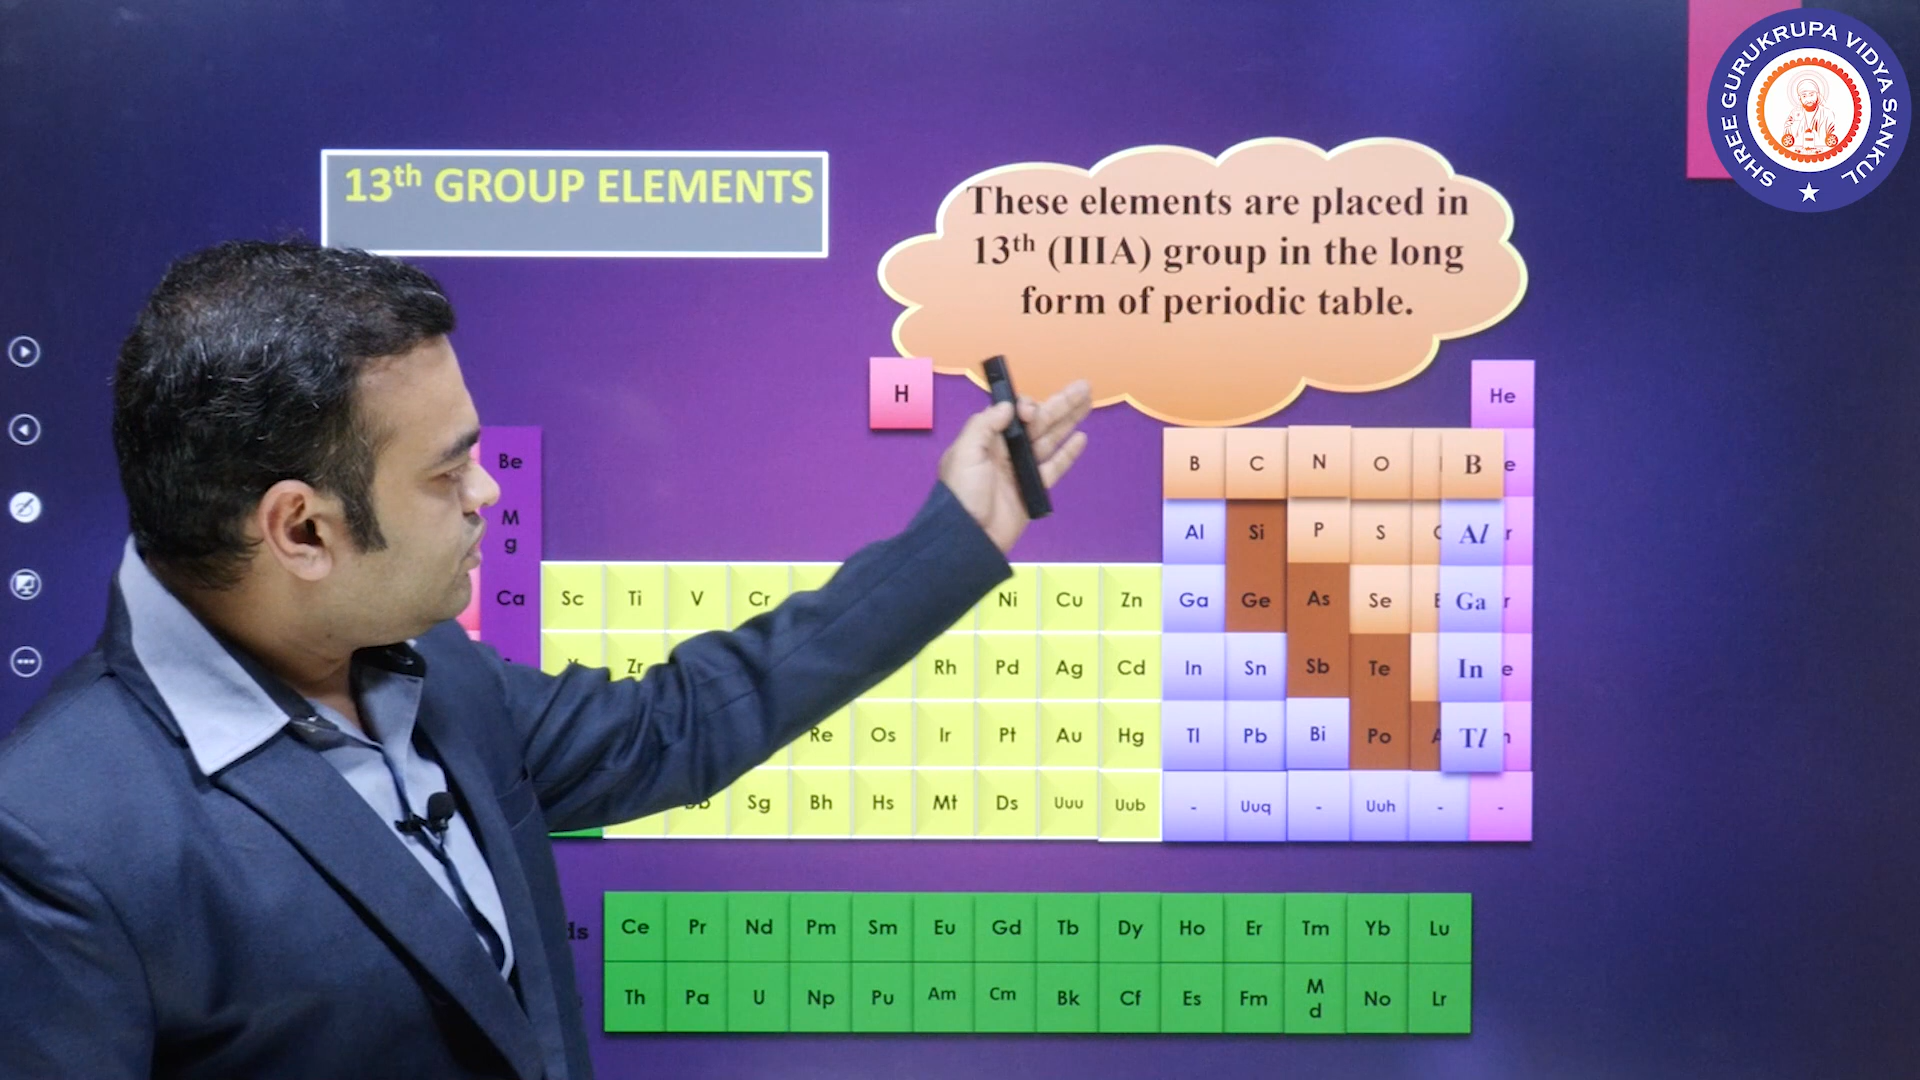 SHREE GURUKRUPA VIDYA SANKUL
13th GROUP ELEMENTS
These elements are placed in
13th (IIIA) group in the long
form of periodic table.
H He
Be B C N O B
M
g Al Si P S Al
Ca Sc Ti V Cr Ni Cu Zn Ga Ge As Se Ga
Zr Rh Pd Ag Cd In Sn Sb Te In
Re Os Ir Pt Au Hg Tl Pb Bi Po Tl
Sg Bh Hs Mt Ds Uuu Uub - Uuq - Uuh - -
Ce Pr Nd Pm Sm Eu Gd Tb Dy Ho Er Tm Yb Lu
Th Pa U Np Pu Am Cm Bk Cf Es Fm M
d No Lr